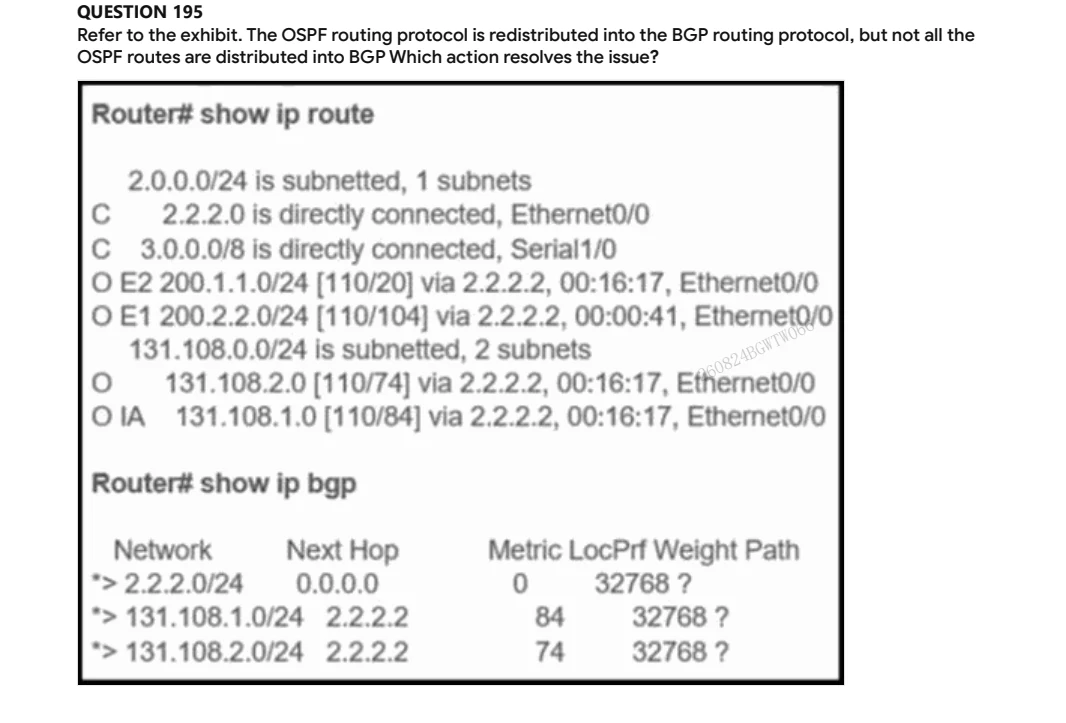 QUESTION 195
Refer to the exhibit. The OSPF routing protocol is redistributed into the BGP routing protocol, but not all the
OSPF routes are distributed into BGP Which action resolves the issue?
Router# show ip route
2.0.0.0/24 is subnetted, 1 subnets
C 2.2.2.0 is directly connected, Ethernet0/0
C 3.0.0.0/8 is directly connected, Serial1/0
O E2 200.1.1.0/24 [110/20] via 2.2.2.2, 00:16:17, Ethernet0/0
O E1 200.2.2.0/24 [110/104] via 2.2.2.2, 00:00:41, Ethernet0/0
131.108.0.0/24 is subnetted, 2 subnets
O 131.108.2.0 [110/74] via 2.2.2.2, 00:16:17, Ethernet0/0
O IA 131.108.1.0 [110/84] via 2.2.2.2, 00:16:17, Ethernet0/0
Router# show ip bgp
Network Next Hop Metric LocPrf Weight Path
*> 2.2.2.0/24 0.0.0.0 0 32768 ?
*> 131.108.1.0/24 2.2.2.2 84 32768 ?
*> 131.108.2.0/24 2.2.2.2 74 32768 ?